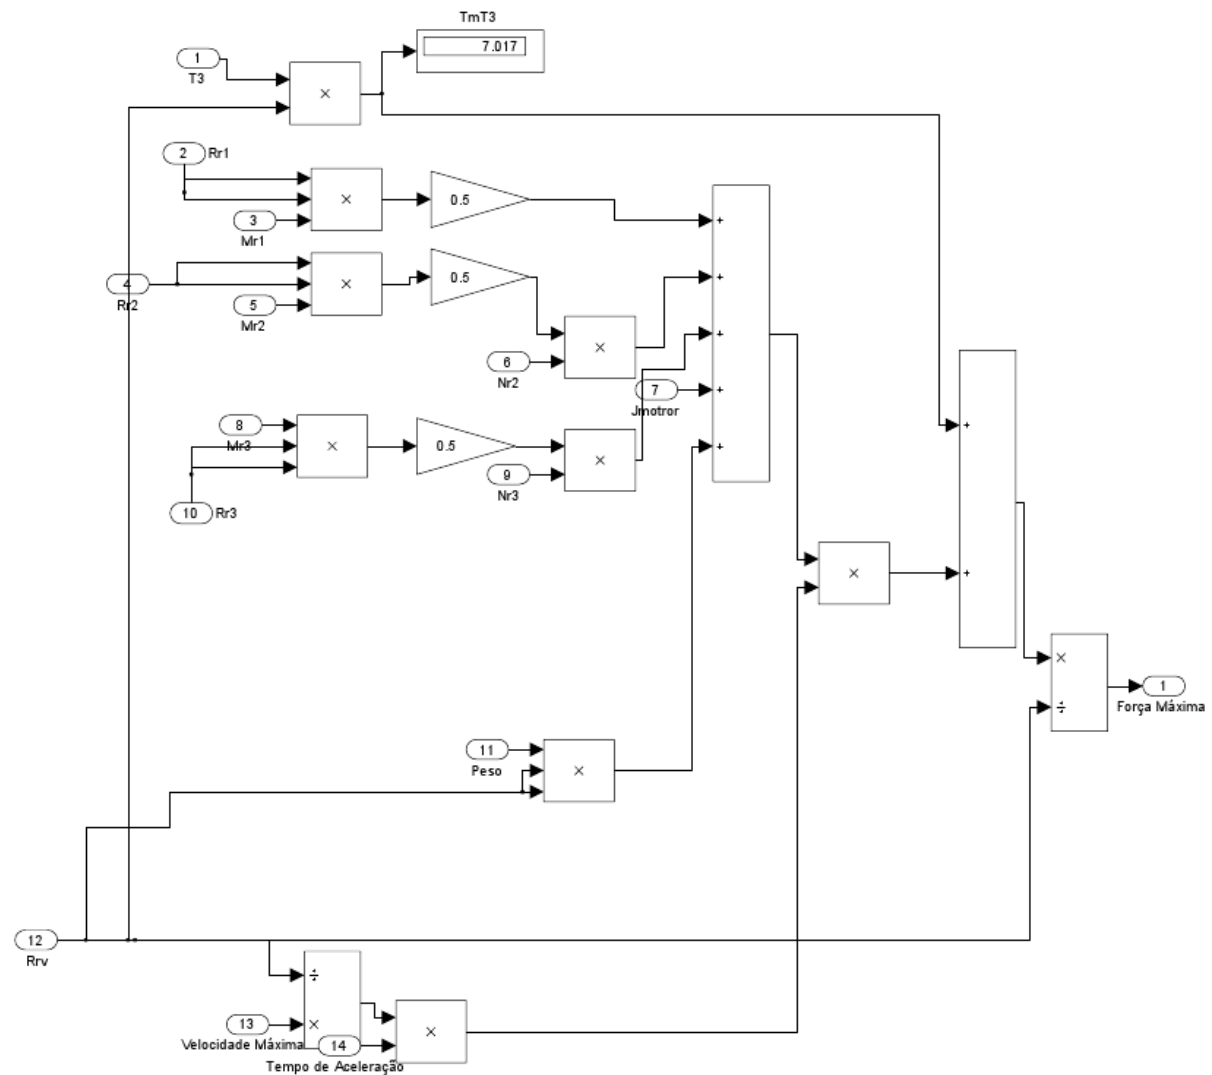 TmT3
7.017
1
T3
×
2
Rr1
×
0.5
3
Mr1
+
4
Rr2
×
0.5
+
5
Mr2
6
Nr2
×
+
7
Jmotror
+
8
Mr3
×
0.5
9
Nr3
×
+
10
Rr3
+
×
+
×
÷
1
Força Máxima
11
Peso
×
12
Rrv
÷
13
Velocidade Máxima
×
14
Tempo de Aceleração
×